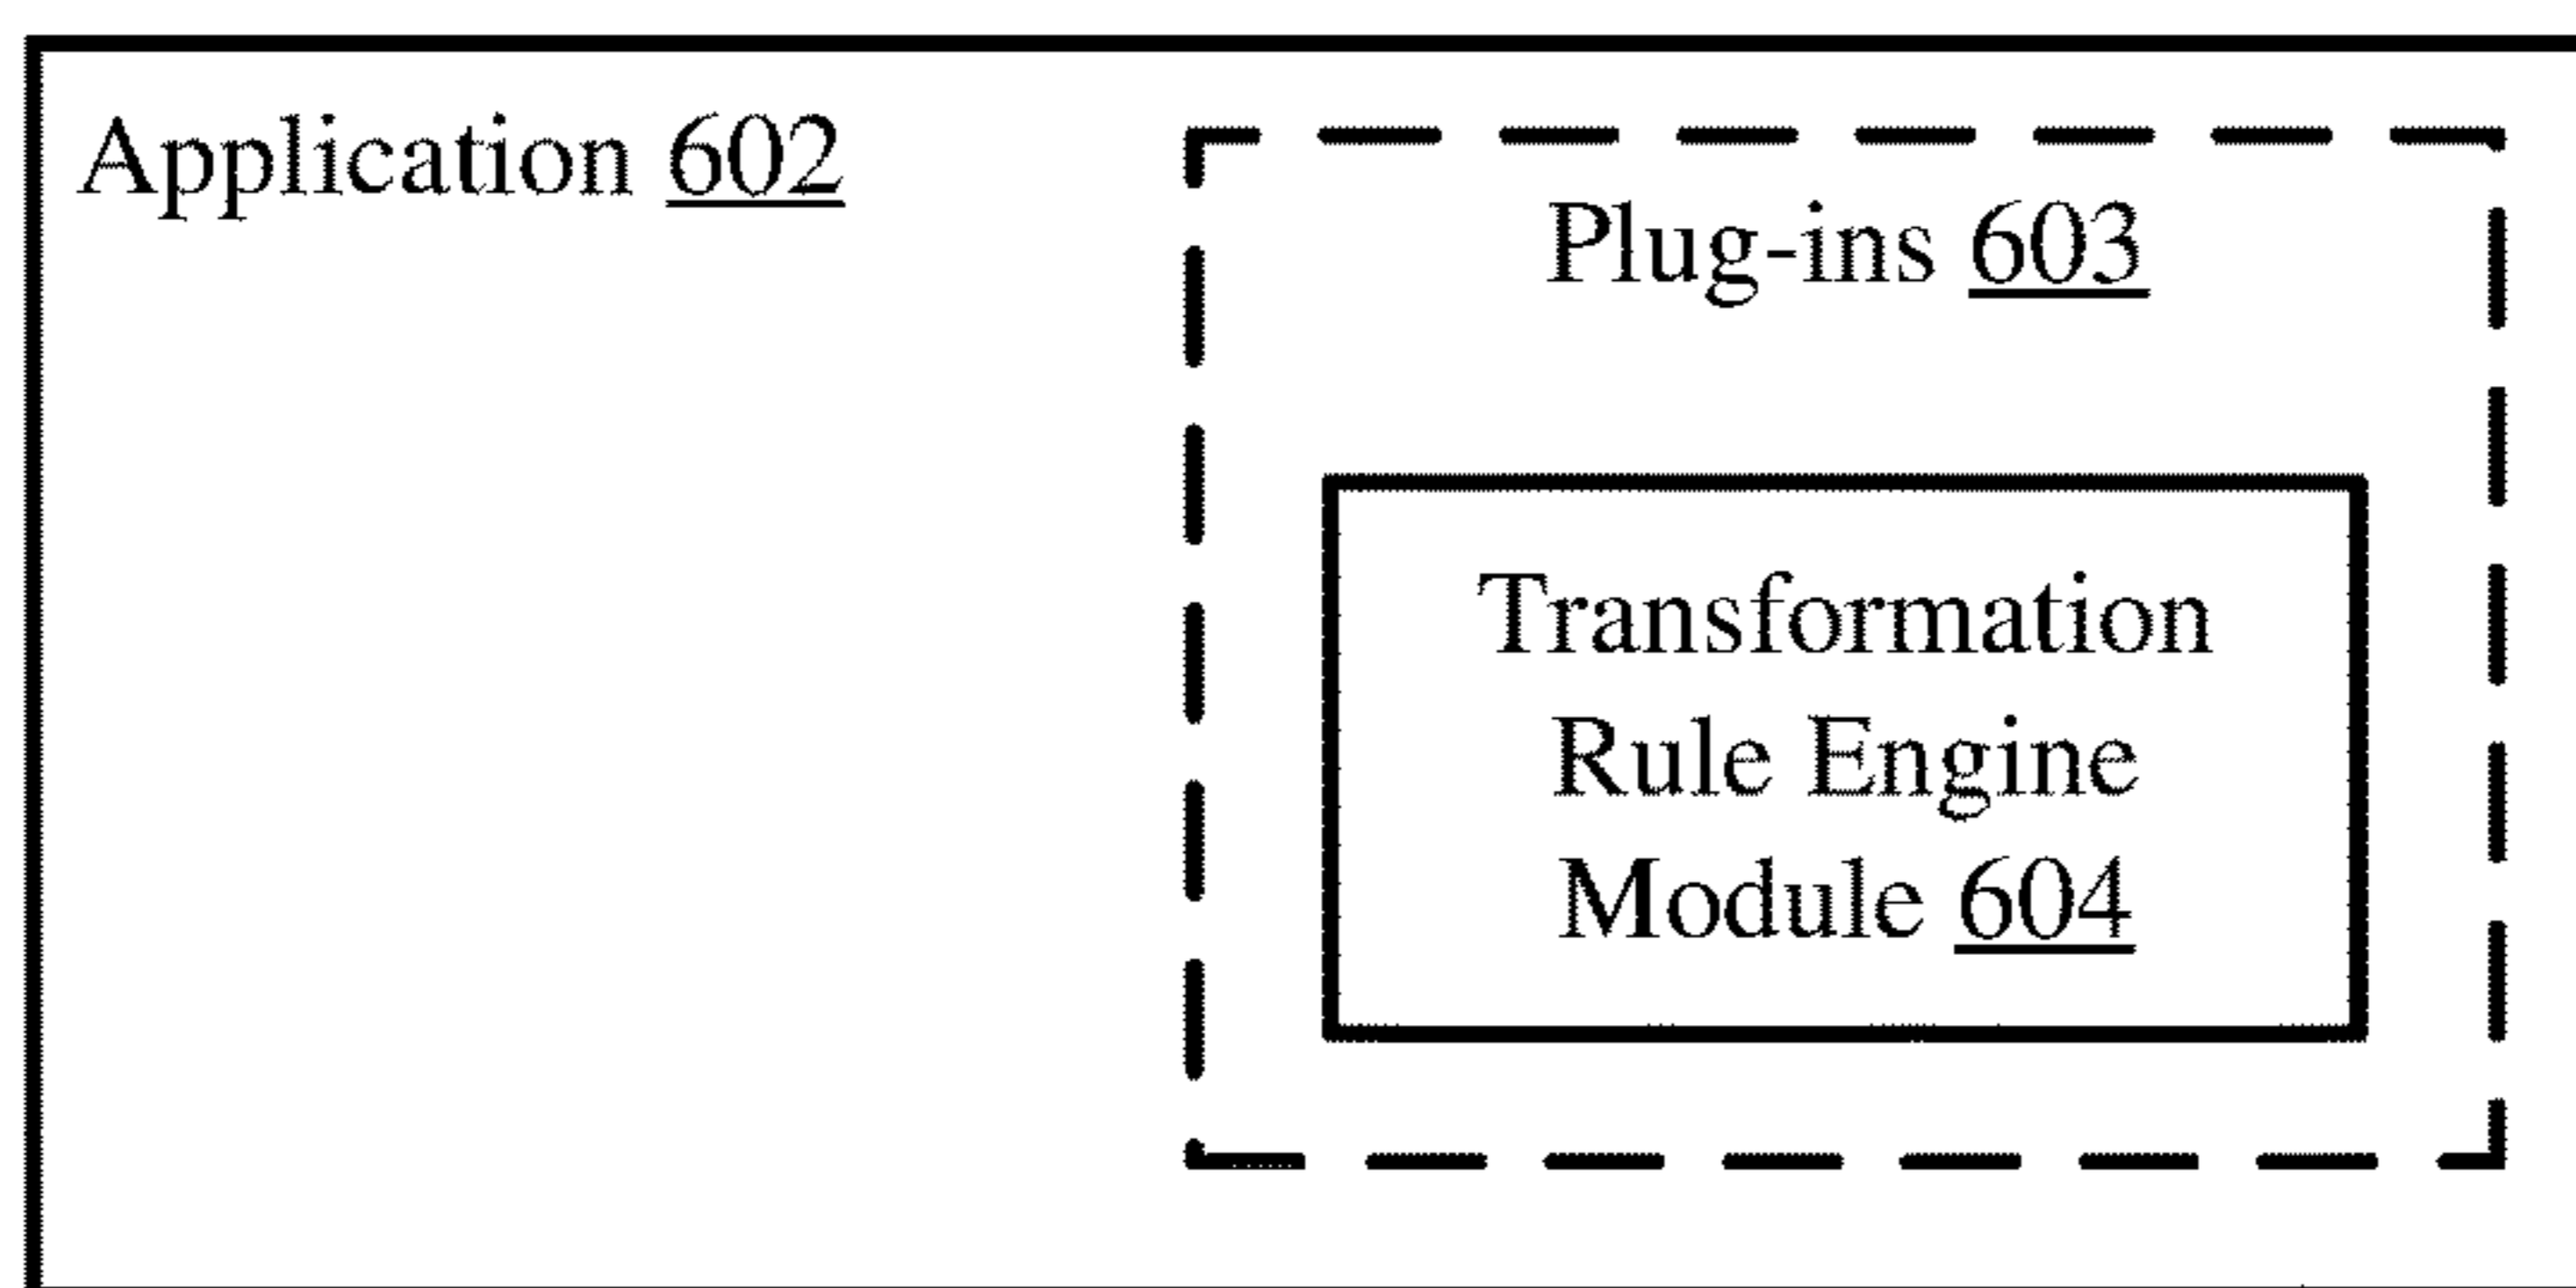 Application 602
Plug-ins 603
Transformation
Rule Engine
Module 604